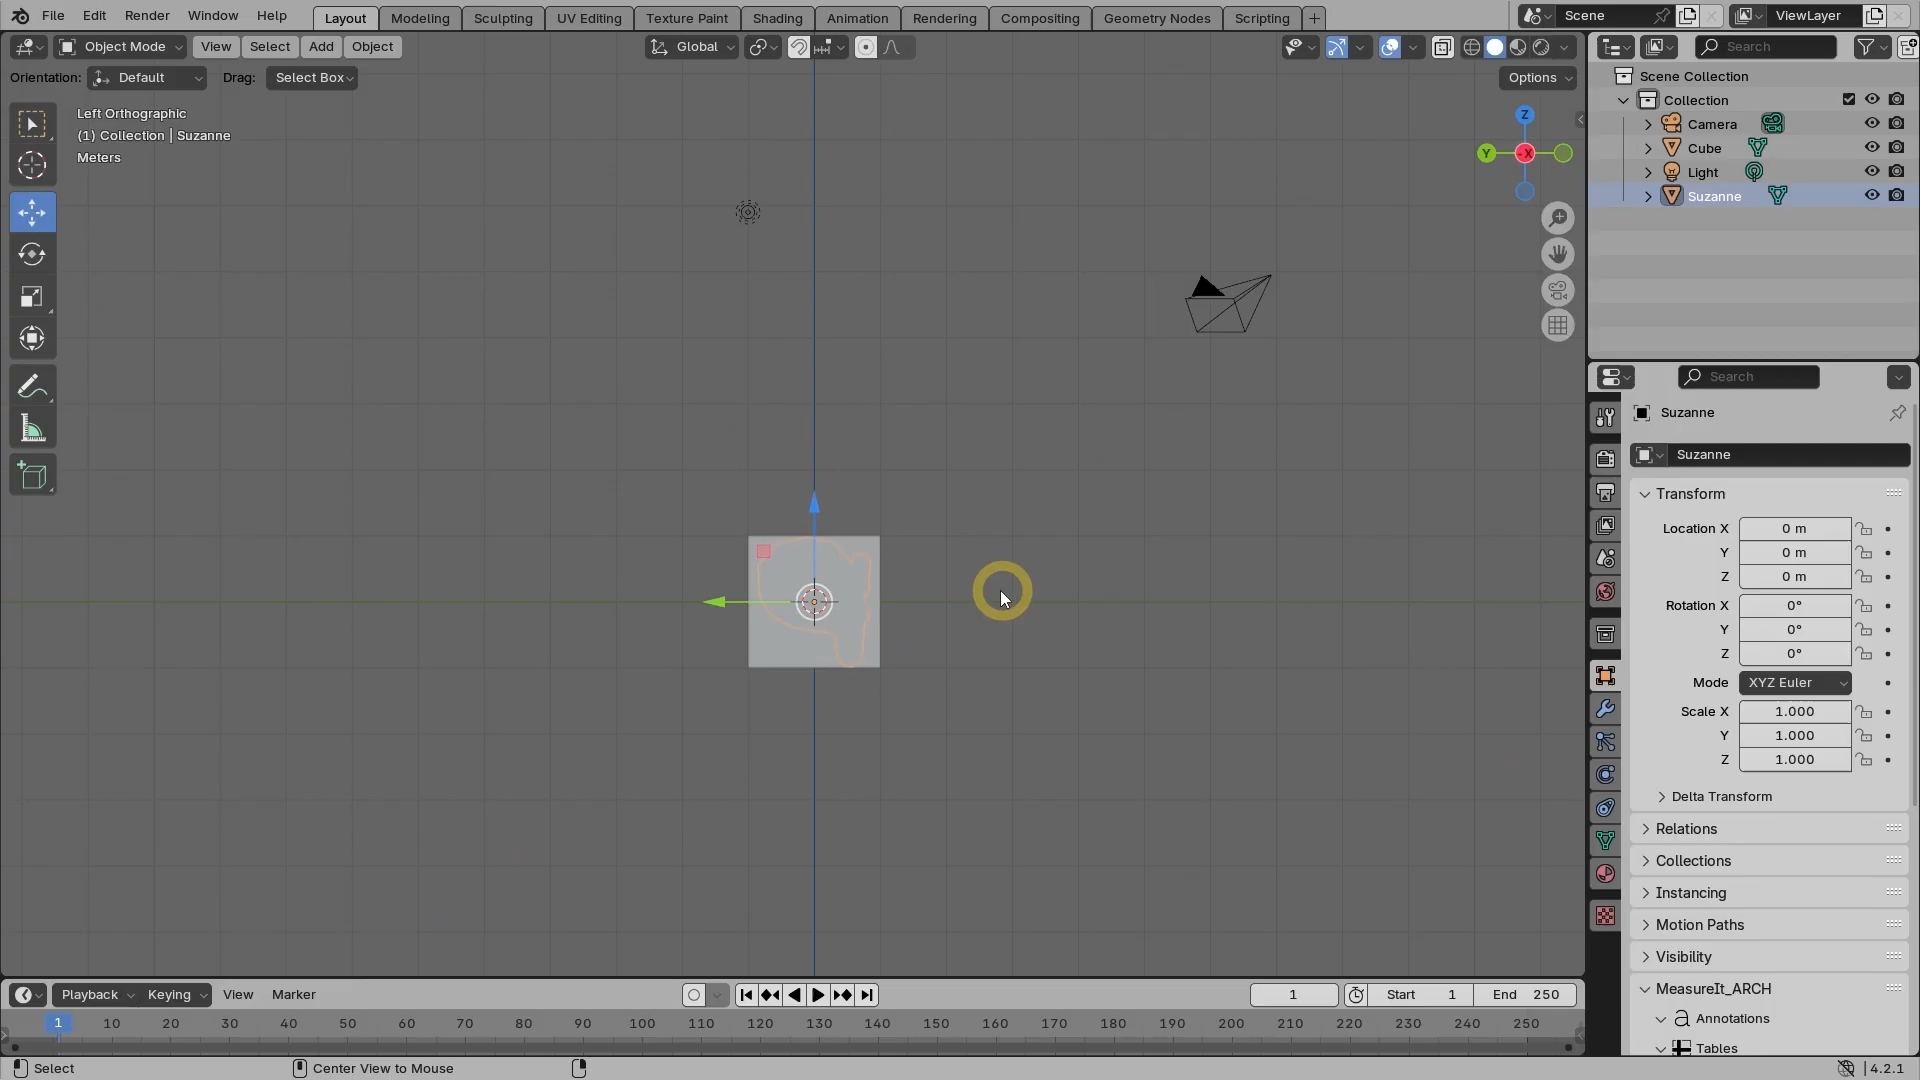 File Edit Render Window Help
Layout Modeling Sculpting UV Editing Texture Paint Shading Animation Rendering Compositing Geometry Nodes Scripting +
Scene ViewLayer
Object Mode View Select Add Object
Global
Search
Orientation: Default Drag: Select Box
Options
Left Orthographic
(1) Collection | Suzanne
Meters
Z
Y -X
Scene Collection
Collection
Camera
Cube
Light
Suzanne
Search
Suzanne
Suzanne
Transform
Location X 0 m
Y 0 m
Z 0 m
Rotation X 0°
Y 0°
Z 0°
Mode XYZ Euler
Scale X 1.000
Y 1.000
Z 1.000
Delta Transform
Relations
Collections
Instancing
Motion Paths
Visibility
MeasureIt_ARCH
Annotations
Tables
Playback Keying View Marker
1 Start 1 End 250
1 10 20 30 40 50 60 70 80 90 100 110 120 130 140 150 160 170 180 190 200 210 220 230 240 250
Select Center View to Mouse
4.2.1